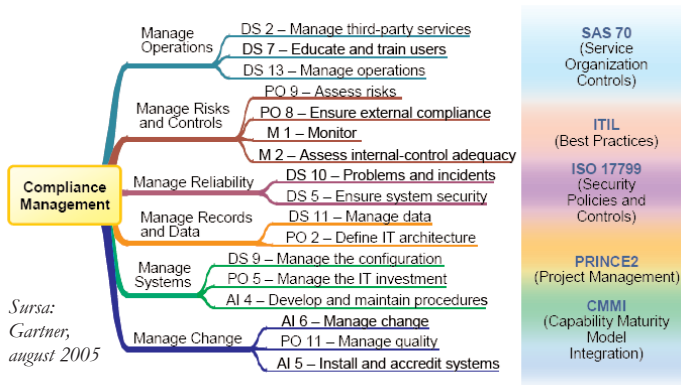 Compliance
Management
Manage
Operations
DS 2 – Manage third-party services
DS 7 – Educate and train users
DS 13 – Manage operations
Manage Risks
and Controls
PO 9 – Assess risks
PO 8 – Ensure external compliance
M 1 – Monitor
M 2 – Assess internal-control adequacy
Manage Reliability
DS 10 – Problems and incidents
DS 5 – Ensure system security
Manage Records
and Data
DS 11 – Manage data
PO 2 – Define IT architecture
Manage
Systems
DS 9 – Manage the configuration
PO 5 – Manage the IT investment
AI 4 – Develop and maintain procedures
Manage Change
AI 6 – Manage change
PO 11 – Manage quality
AI 5 – Install and accredit systems
Sursa:
Gartner,
august 2005
SAS 70
(Service
Organization
Controls)
ITIL
(Best Practices)
ISO 17799
(Security
Policies and
Controls)
PRINCE2
(Project Management)
CMMI
(Capability Maturity
Model
Integration)